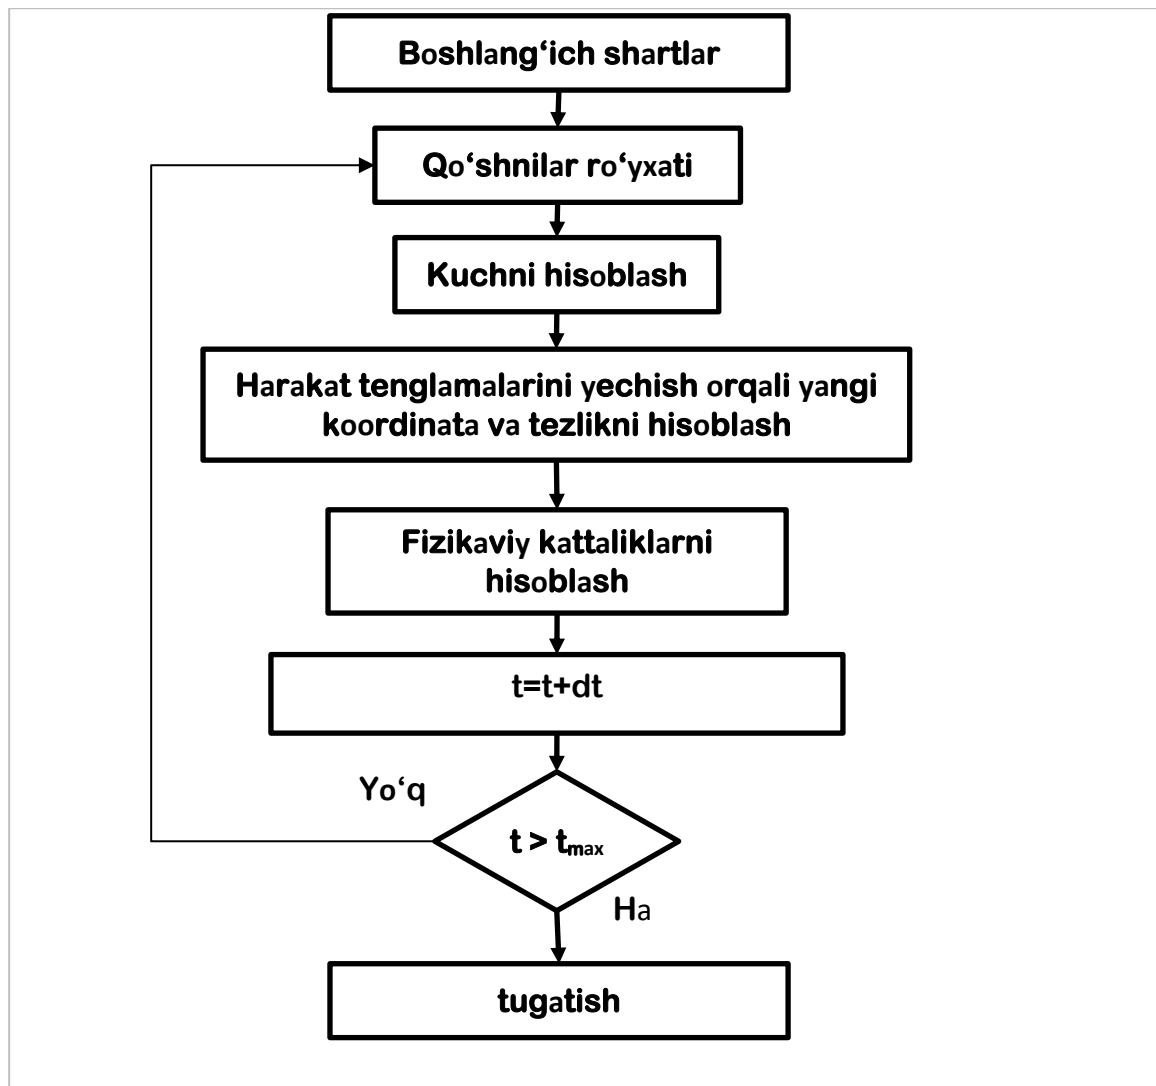 Boshlang‘ich shartlar
Qo‘shnilar ro‘yxati
Kuchni hisoblash
Harakat tenglamalarini yechish orqali yangi
koordinata va tezlikni hisoblash
Fizikaviy kattaliklarni
hisoblash
t=t+dt
Yo‘q
t > tmax
Ha
tugatish